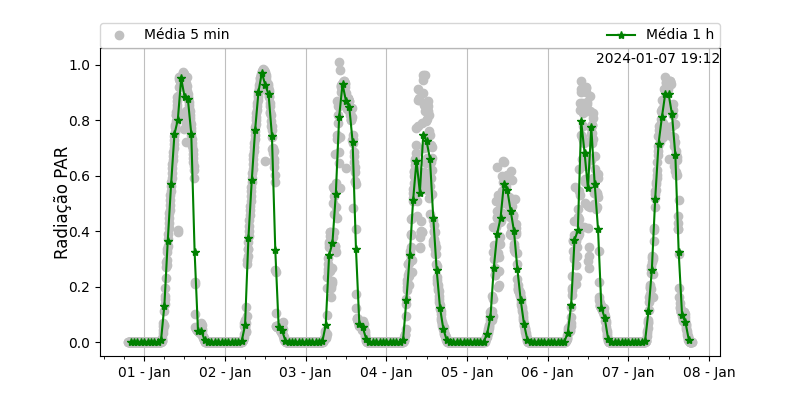 Média 5 min
Média 1 h
2024-01-07 19:12
Radiação PAR
1.0
0.8
0.6
0.4
0.2
0.0
01 - Jan
02 - Jan
03 - Jan
04 - Jan
05 - Jan
06 - Jan
07 - Jan
08 - Jan